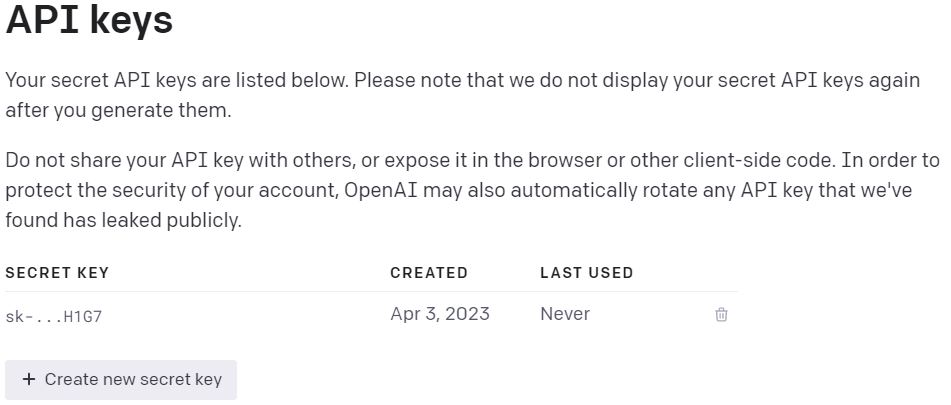 API keys
Your secret API keys are listed below. Please note that we do not display your secret API keys again
after you generate them.
Do not share your API key with others, or expose it in the browser or other client-side code. In order to
protect the security of your account, OpenAI may also automatically rotate any API key that we've
found has leaked publicly.
SECRET KEY CREATED LAST USED
sk-...H1G7 Apr 3, 2023 Never
+ Create new secret key